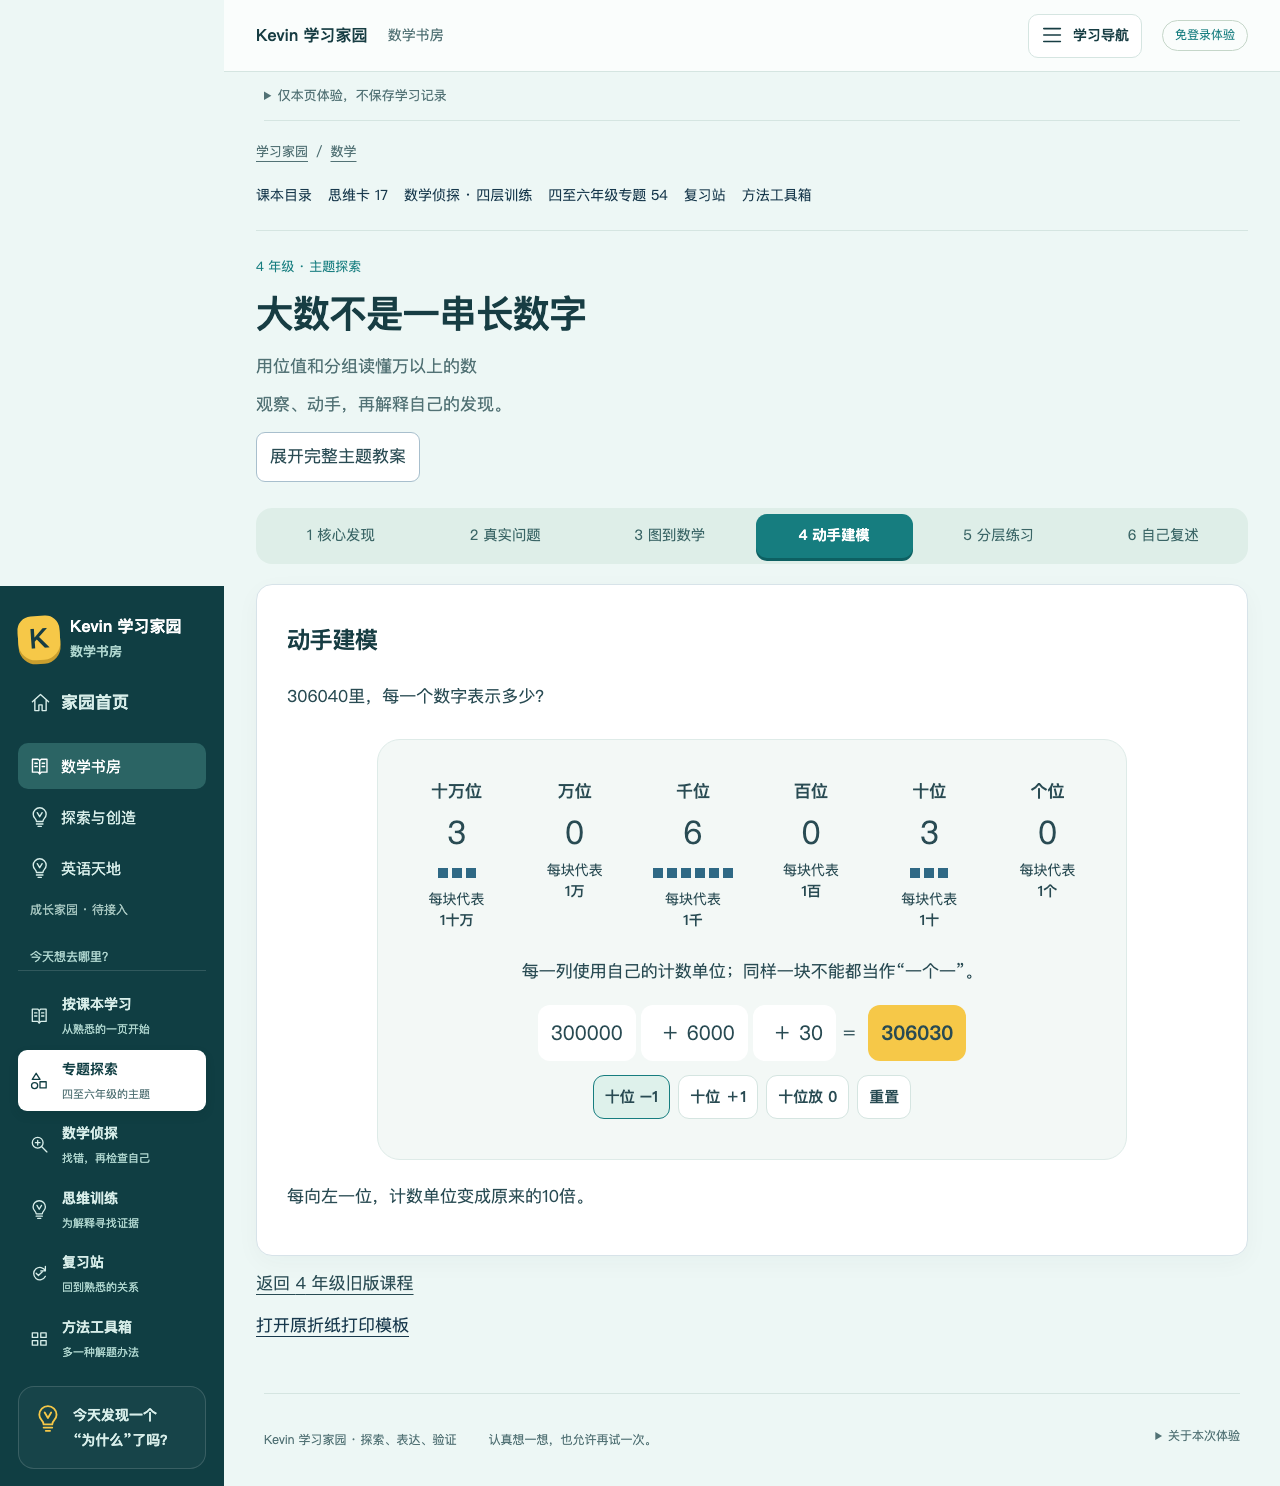 Kevin 学习家园 数学书房
学习导航
免登录体验
▶ 仅本页体验，不保存学习记录
学习家园 / 数学
课本目录 思维卡 17 数学侦探 · 四层训练 四至六年级专题 54 复习站 方法工具箱
4 年级 · 主题探索
大数不是一串长数字
用位值和分组读懂万以上的数
观察、动手，再解释自己的发现。
展开完整主题教案
1 核心发现 2 真实问题 3 图到数学 4 动手建模 5 分层练习 6 自己复述
动手建模
306040里，每一个数字表示多少？
十万位 万位 千位 百位 十位 个位
3 0 6 0 3 0
每块代表 1十万
每块代表 1万
每块代表 1千
每块代表 1百
每块代表 1十
每块代表 1个
每一列使用自己的计数单位；同样一块不能都当作“一个一”。
300000 + 6000 + 30 = 306030
十位 −1 十位 +1 十位放 0 重置
每向左一位，计数单位变成原来的10倍。
返回 4 年级旧版课程
打开原折纸打印模板
Kevin 学习家园 · 探索、表达、验证 认真想一想，也允许再试一次。
▶ 关于本次体验
K
Kevin 学习家园
数学书房
家园首页
数学书房
探索与创造
英语天地
成长家园 · 待接入
今天想去哪里？
按课本学习
从熟悉的一页开始
专题探索
四至六年级的主题
数学侦探
找错，再检查自己
思维训练
为解释寻找证据
复习站
回到熟悉的关系
方法工具箱
多一种解题办法
今天发现一个
“为什么”了吗？